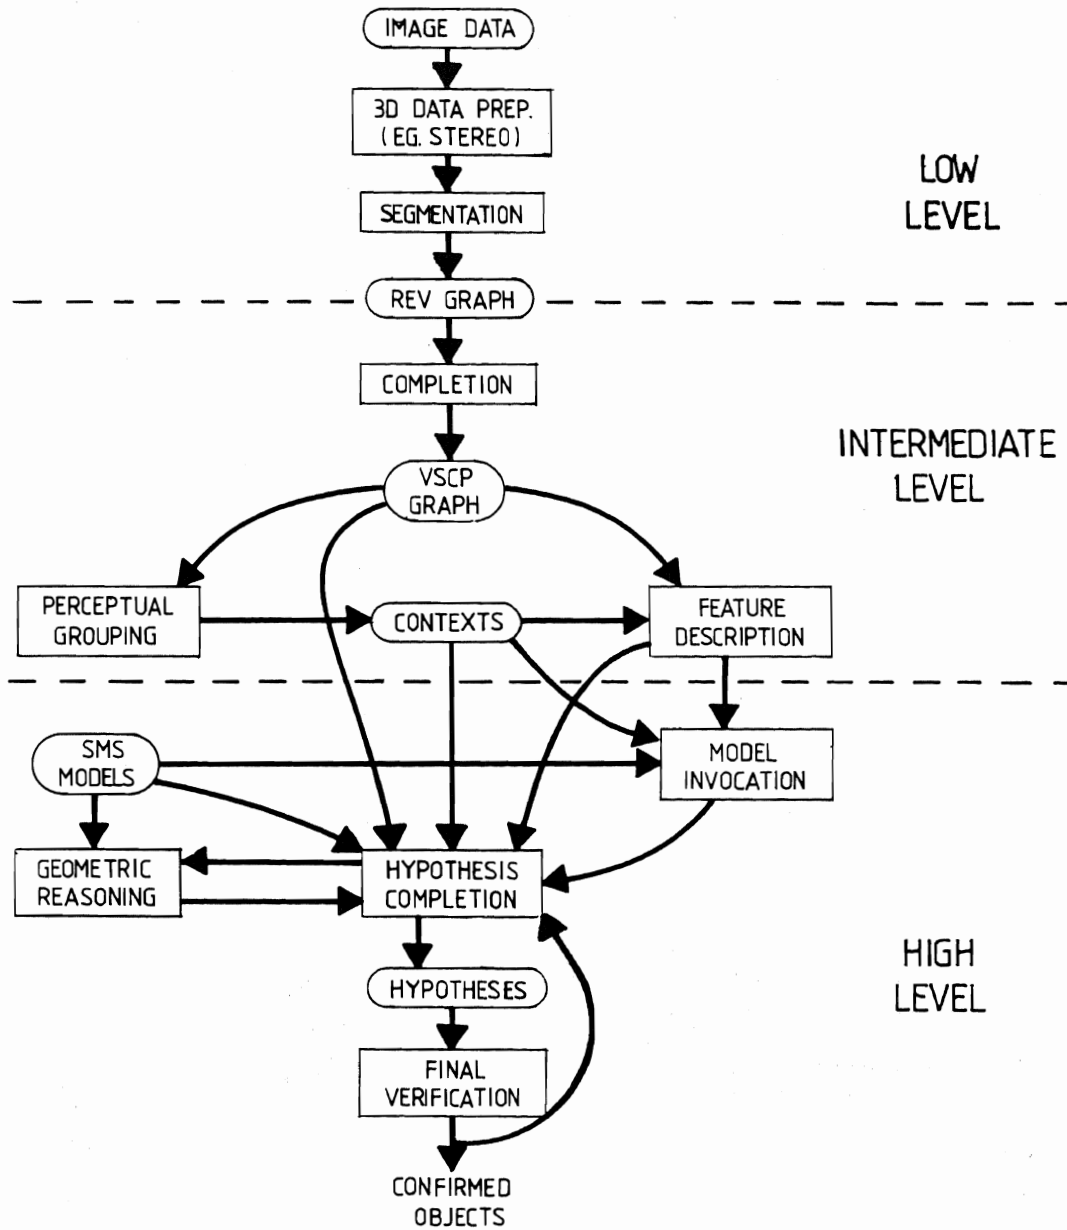 IMAGE DATA
3D DATA PREP.
(EG. STEREO)
LOW
LEVEL
SEGMENTATION
REV GRAPH
COMPLETION
INTERMEDIATE
LEVEL
VSCP
GRAPH
PERCEPTUAL
GROUPING
CONTEXTS
FEATURE
DESCRIPTION
SMS
MODELS
MODEL
INVOCATION
GEOMETRIC
REASONING
HYPOTHESIS
COMPLETION
HIGH
LEVEL
HYPOTHESES
FINAL
VERIFICATION
CONFIRMED
OBJECTS